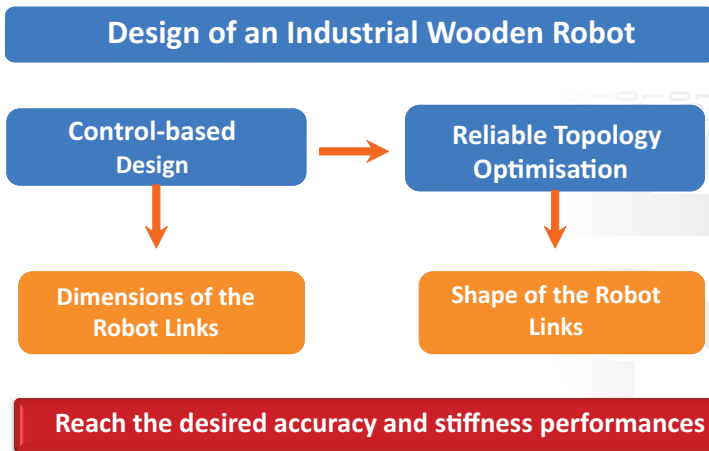 Design of an Industrial Wooden Robot
Control-based
Design
Reliable Topology
Optimisation
Dimensions of the
Robot Links
Shape of the Robot
Links
Reach the desired accuracy and stiffness performances